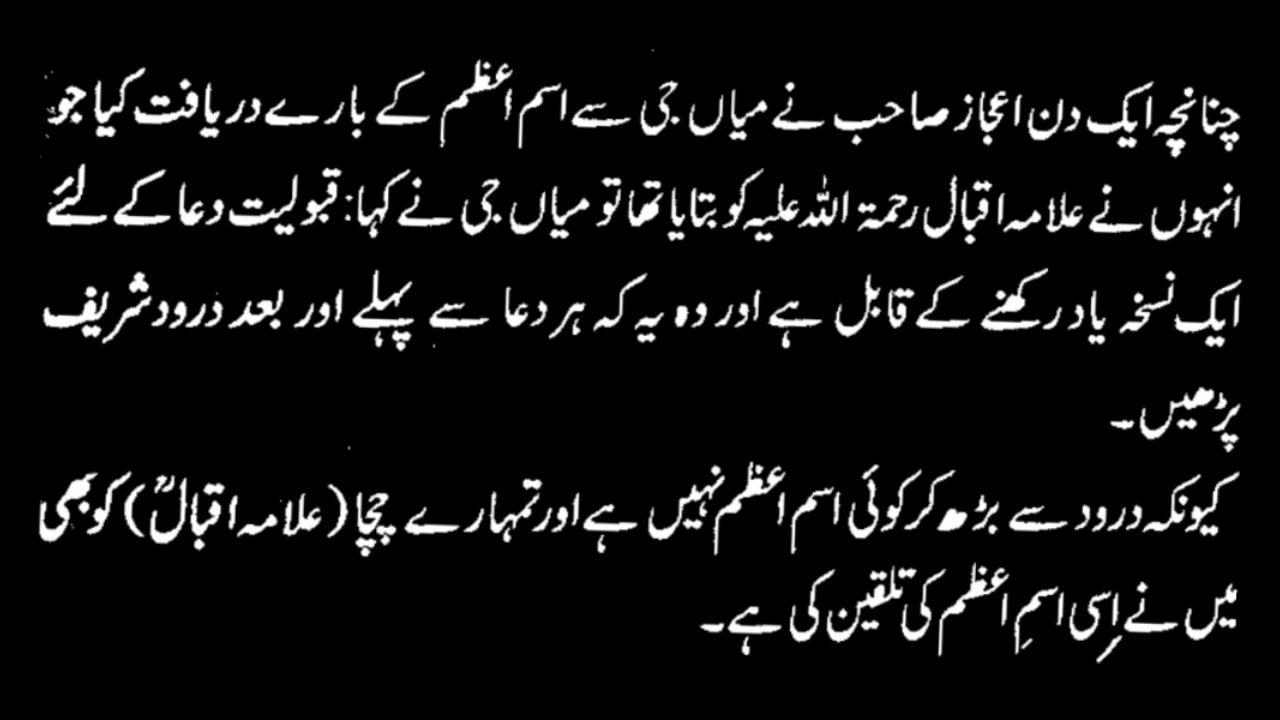 چنانچہ ایک دن اعجاز صاحب نے میاں جی سے اسم اعظم کے بارے دریافت کیا جو
انہوں نے علامہ اقبال رحمۃ اللہ علیہ کو بتایا تھا تو میاں جی نے کہا: قبولیت دعا کے لئے
ایک نسخہ یاد رکھنے کے قابل ہے اور وہ یہ کہ ہر دعا سے پہلے اور بعد درود شریف
پڑھیں۔
کیونکہ درود سے بڑھ کر کوئی اسم اعظم نہیں ہے اور تمہارے چچا (علامہ اقبالؒ) کو بھی
میں نے اِسی اسمِ اعظم کی تلقین کی ہے۔